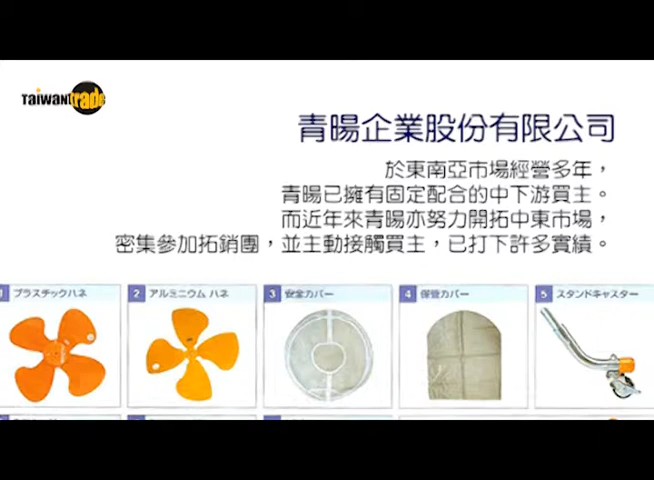 TaiwanTrade
青暘企業股份有限公司
於東南亞市場經營多年，
青暘已擁有固定配合的中下游買主。
而近年來青暘亦努力開拓中東市場，
密集參加拓銷團，並主動接觸買主，已打下許多實績。
1 プラスチックハネ
2 アルミニウム ハネ
3 安全カバー
4 保管カバー
5 スタンドキャスター